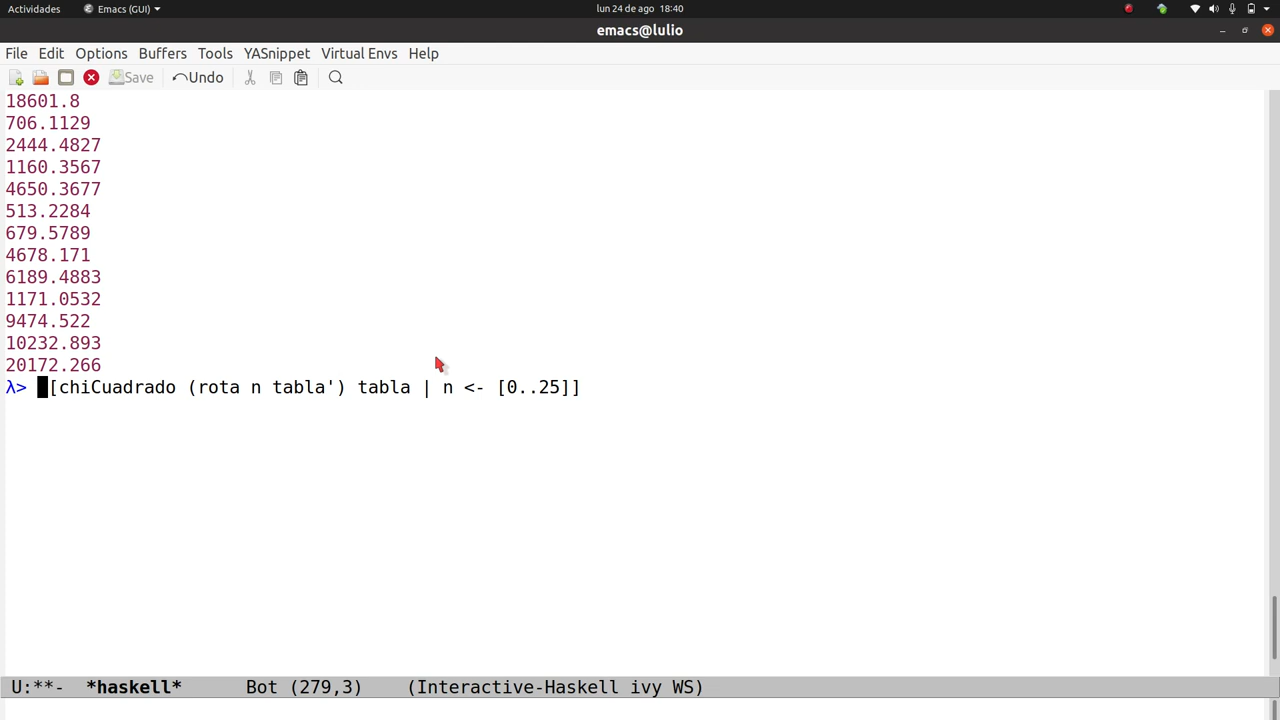 Actividades Emacs (GUI) lun 24 de ago 18:40
emacs@lulio
File Edit Options Buffers Tools YASnippet Virtual Envs Help
Save Undo
18601.8
706.1129
2444.4827
1160.3567
4650.3677
513.2284
679.5789
4678.171
6189.4883
1171.0532
9474.522
10232.893
20172.266
λ> [chiCuadrado (rota n tabla') tabla | n <- [0..25]]
U:**- *haskell* Bot (279,3) (Interactive-Haskell ivy WS)